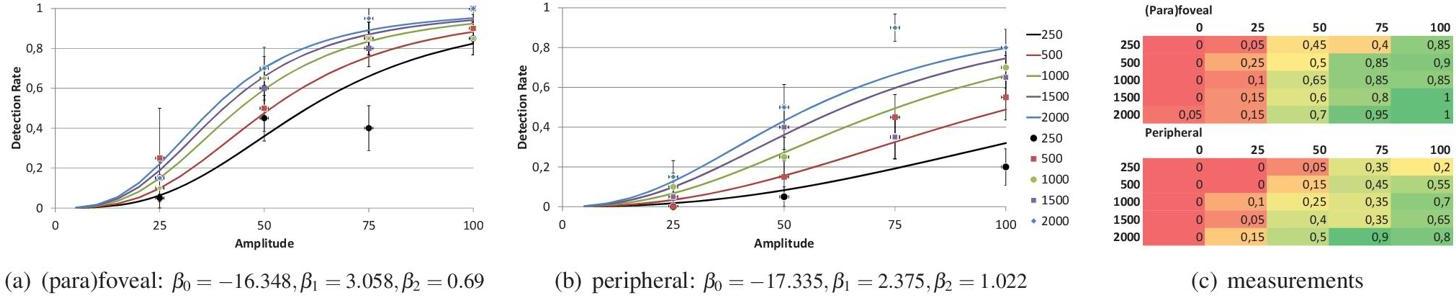 1
0,8
0,6
0,4
0,2
0
0 25 50 75 100
Detection Rate
Amplitude
1
0,8
0,6
0,4
0,2
0
0 25 50 75 100
Detection Rate
Amplitude
250
500
1000
1500
2000
250
500
1000
1500
2000
(Para)foveal
0 25 50 75 100
250 0 0,05 0,45 0,4 0,85
500 0 0,25 0,5 0,85 0,9
1000 0 0,1 0,65 0,85 0,85
1500 0 0,15 0,6 0,8 1
2000 0,05 0,15 0,7 0,95 1
Peripheral
0 25 50 75 100
250 0 0 0,05 0,35 0,2
500 0 0 0,15 0,45 0,55
1000 0 0,1 0,25 0,35 0,7
1500 0 0,05 0,4 0,35 0,65
2000 0 0,15 0,5 0,9 0,8
(a) (para)foveal: β₀ = −16.348, β₁ = 3.058, β₂ = 0.69
(b) peripheral: β₀ = −17.335, β₁ = 2.375, β₂ = 1.022
(c) measurements